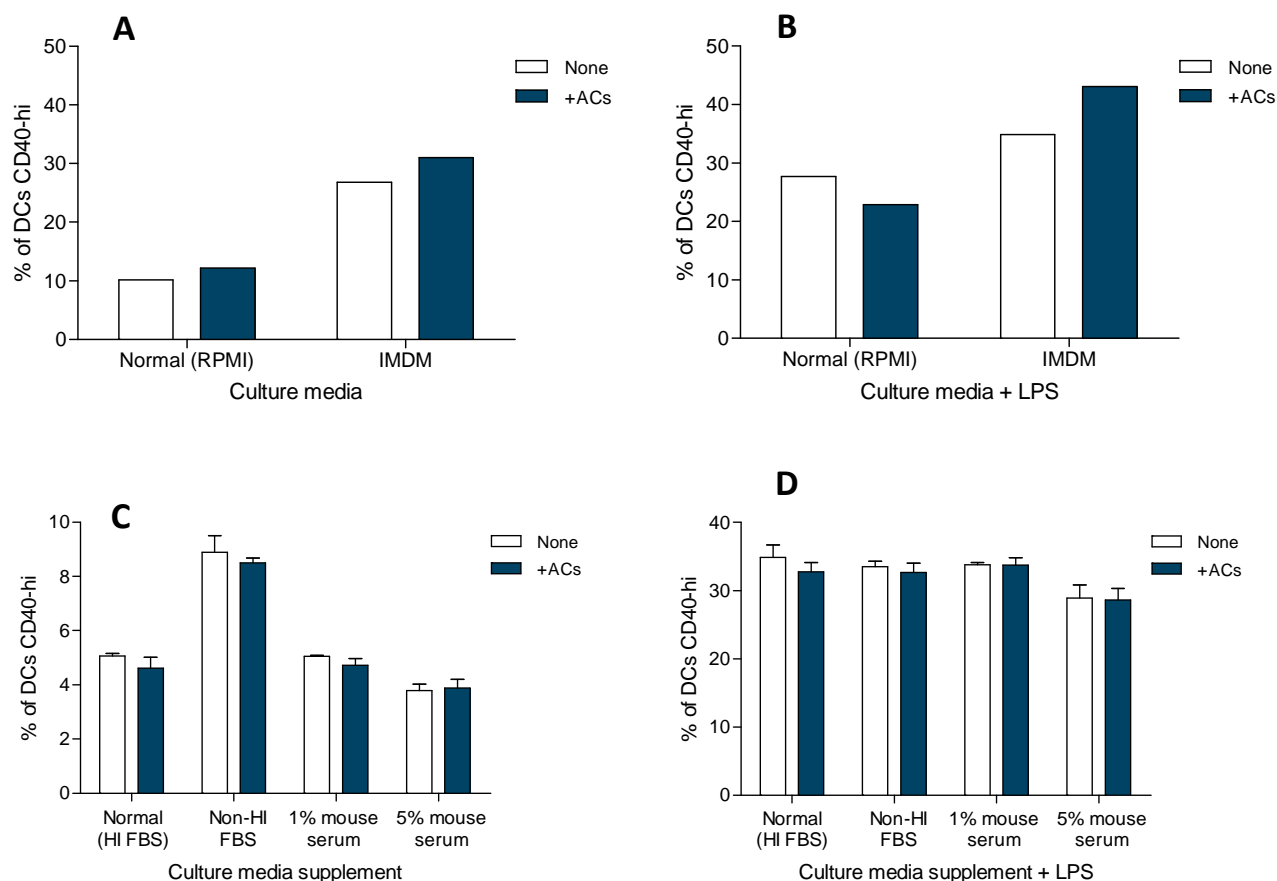 A
50
40
30
20
10
0
% of DCs CD40-hi
None
+ACs
Normal (RPMI)
IMDM
Culture media
B
50
40
30
20
10
0
% of DCs CD40-hi
None
+ACs
Normal (RPMI)
IMDM
Culture media + LPS
C
10
8
6
4
2
0
% of DCs CD40-hi
None
+ACs
Normal
(HI FBS)
Non-HI
FBS
1% mouse
serum
5% mouse
serum
Culture media supplement
D
40
30
20
10
0
% of DCs CD40-hi
None
+ACs
Normal
(HI FBS)
Non-HI
FBS
1% mouse
serum
5% mouse
serum
Culture media supplement + LPS